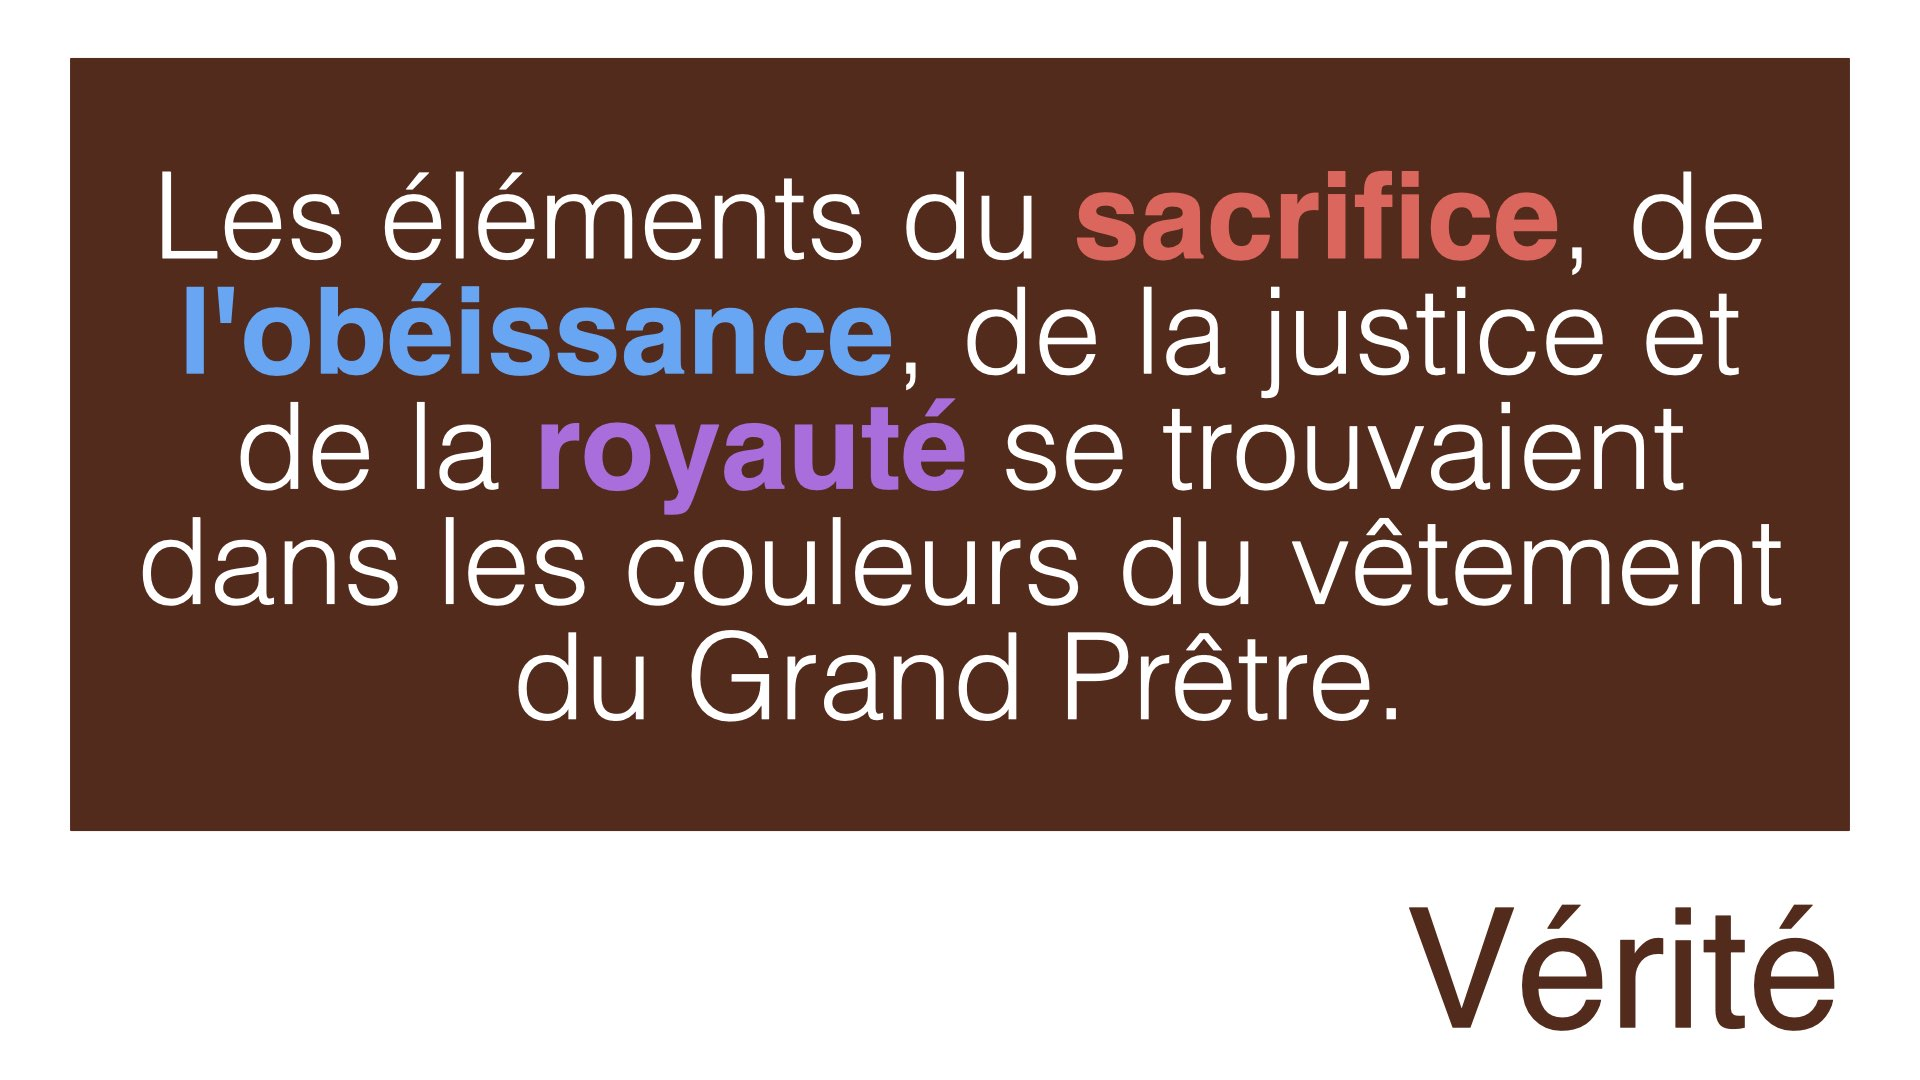 Les éléments du sacrifice, de
l'obéissance, de la justice et
de la royauté se trouvaient
dans les couleurs du vêtement
du Grand Prêtre.
Vérité